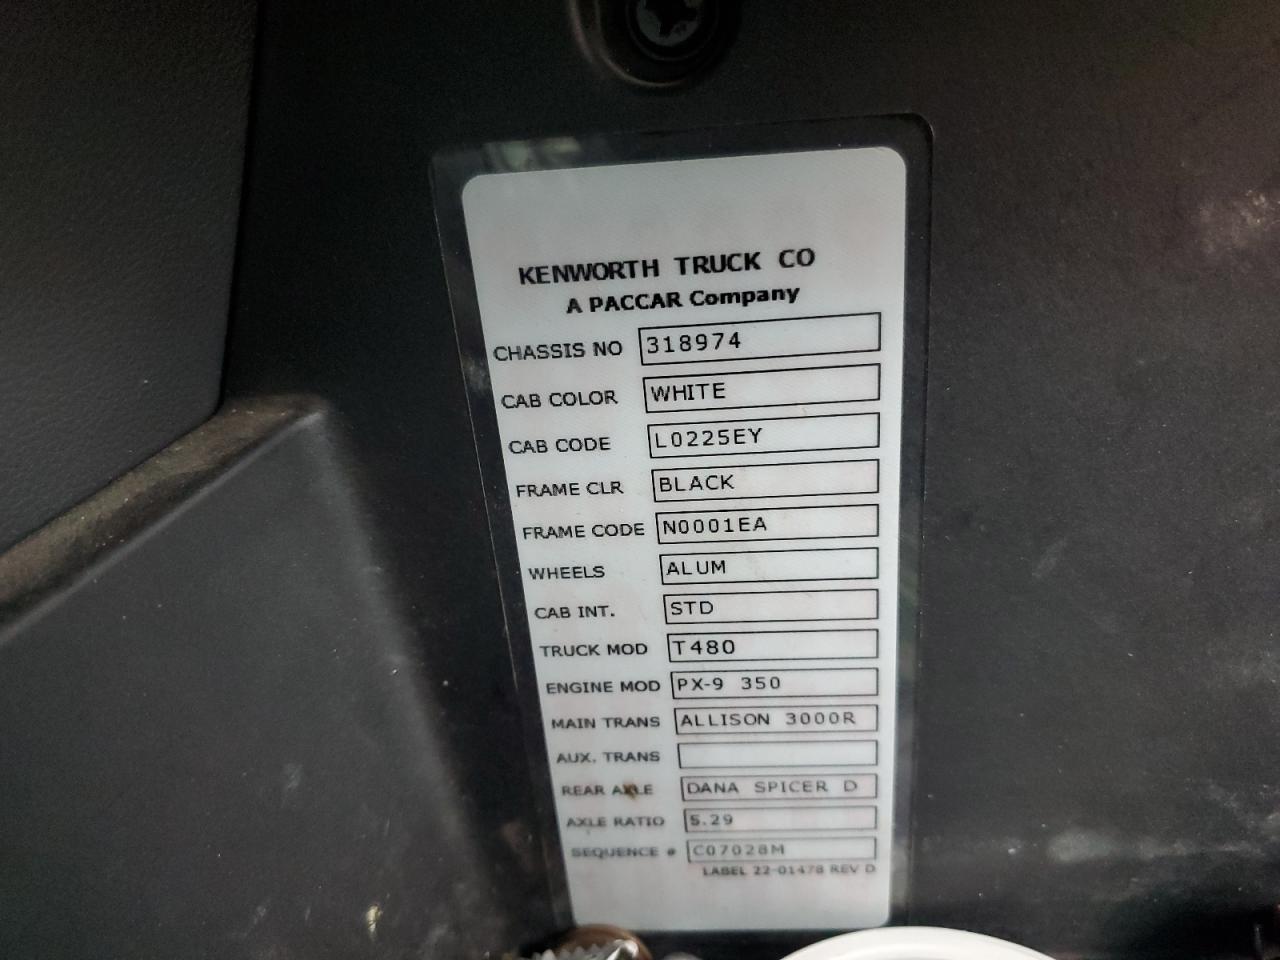 KENWORTH TRUCK CO
A PACCAR Company
CHASSIS NO 318974
CAB COLOR WHITE
CAB CODE L0225EY
FRAME CLR BLACK
FRAME CODE N0001EA
WHEELS ALUM
CAB INT. STD
TRUCK MOD T480
ENGINE MOD PX-9 350
MAIN TRANS ALLISON 3000R
AUX. TRANS
REAR AXLE DANA SPICER D
AXLE RATIO 5.29
SEQUENCE # C07028M
LABEL 22-01478 REV D